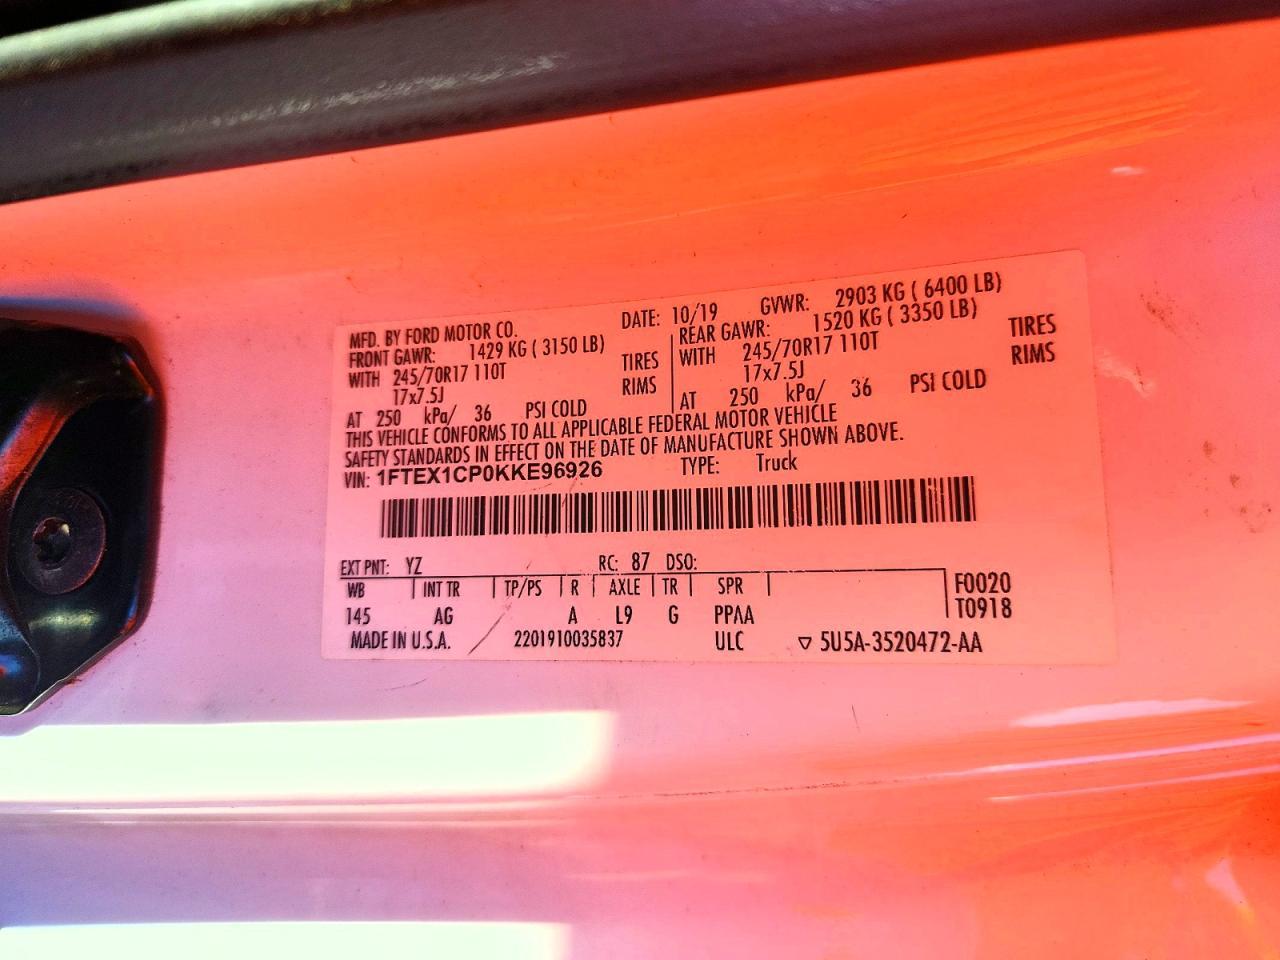 MFD. BY FORD MOTOR CO. DATE: 10/19 GVWR: 2903 KG ( 6400 LB)
FRONT GAWR: 1429 KG ( 3150 LB) REAR GAWR: 1520 KG ( 3350 LB)
WITH 245/70R17 110T TIRES WITH 245/70R17 110T TIRES
17x7.5J RIMS 17x7.5J RIMS
AT 250 kPa/ 36 PSI COLD AT 250 kPa/ 36 PSI COLD
THIS VEHICLE CONFORMS TO ALL APPLICABLE FEDERAL MOTOR VEHICLE
SAFETY STANDARDS IN EFFECT ON THE DATE OF MANUFACTURE SHOWN ABOVE.
VIN: 1FTEX1CP0KKE96926 TYPE: Truck
EXT PNT: YZ RC: 87 DSO:
WB INT TR TP/PS R AXLE TR SPR F0020
145 AG A L9 G PPAA T0918
MADE IN U.S.A. 2201910035837 ULC ▽ 5U5A-3520472-AA